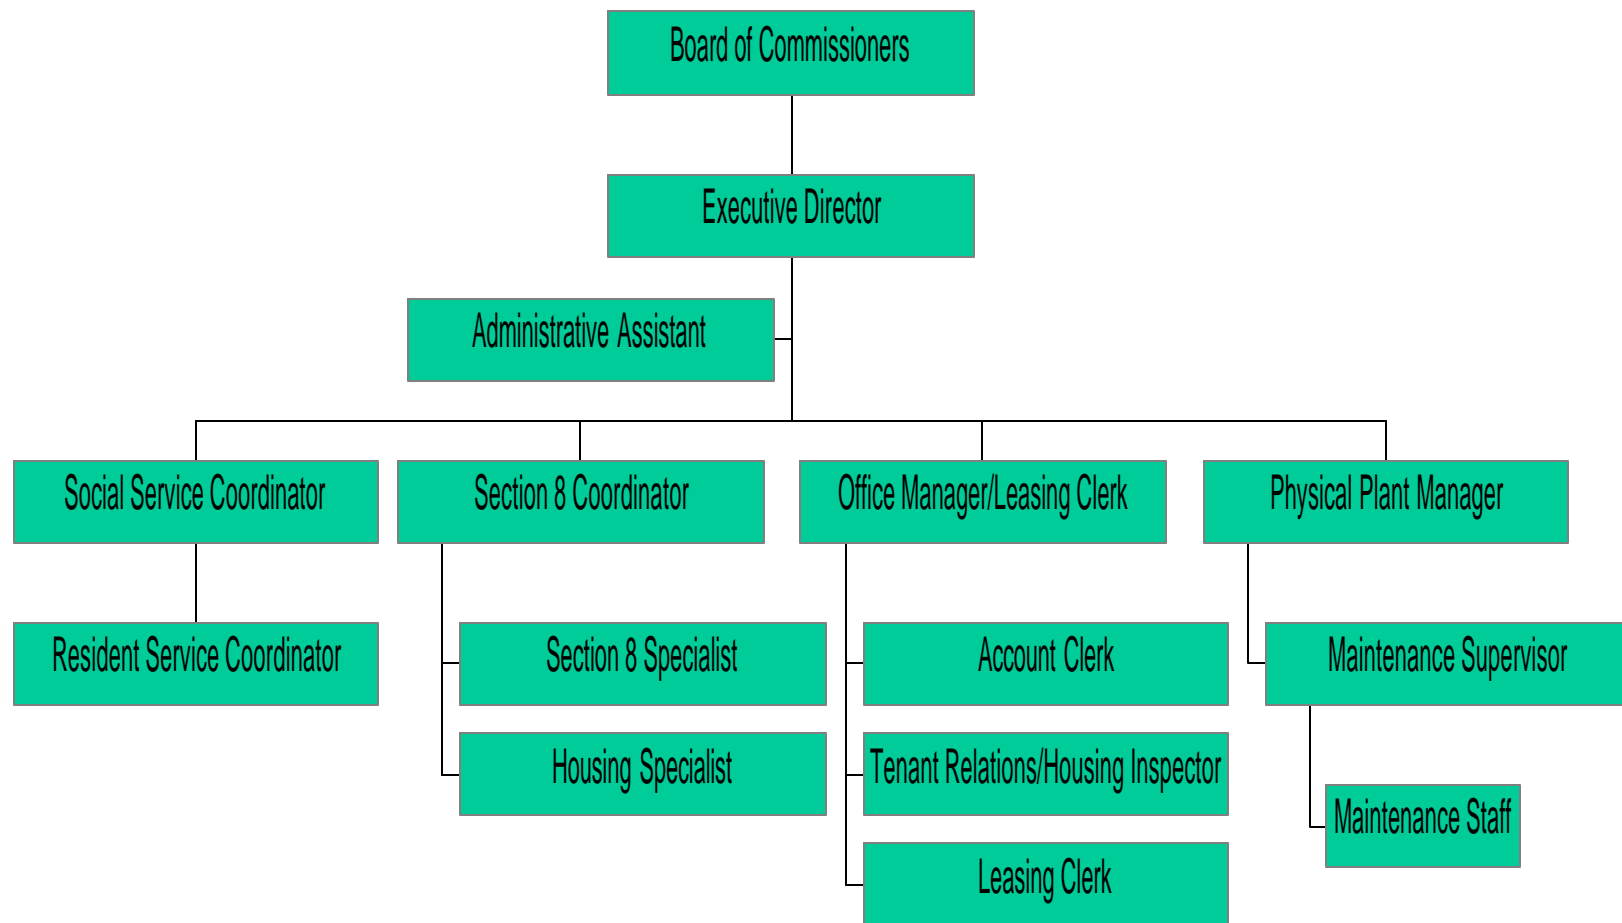 Board of Commissioners
Executive Director
Administrative Assistant
Social Service Coordinator
Section 8 Coordinator
Office Manager/Leasing Clerk
Physical Plant Manager
Resident Service Coordinator
Section 8 Specialist
Account Clerk
Maintenance Supervisor
Housing Specialist
Tenant Relations/Housing Inspector
Maintenance Staff
Leasing Clerk